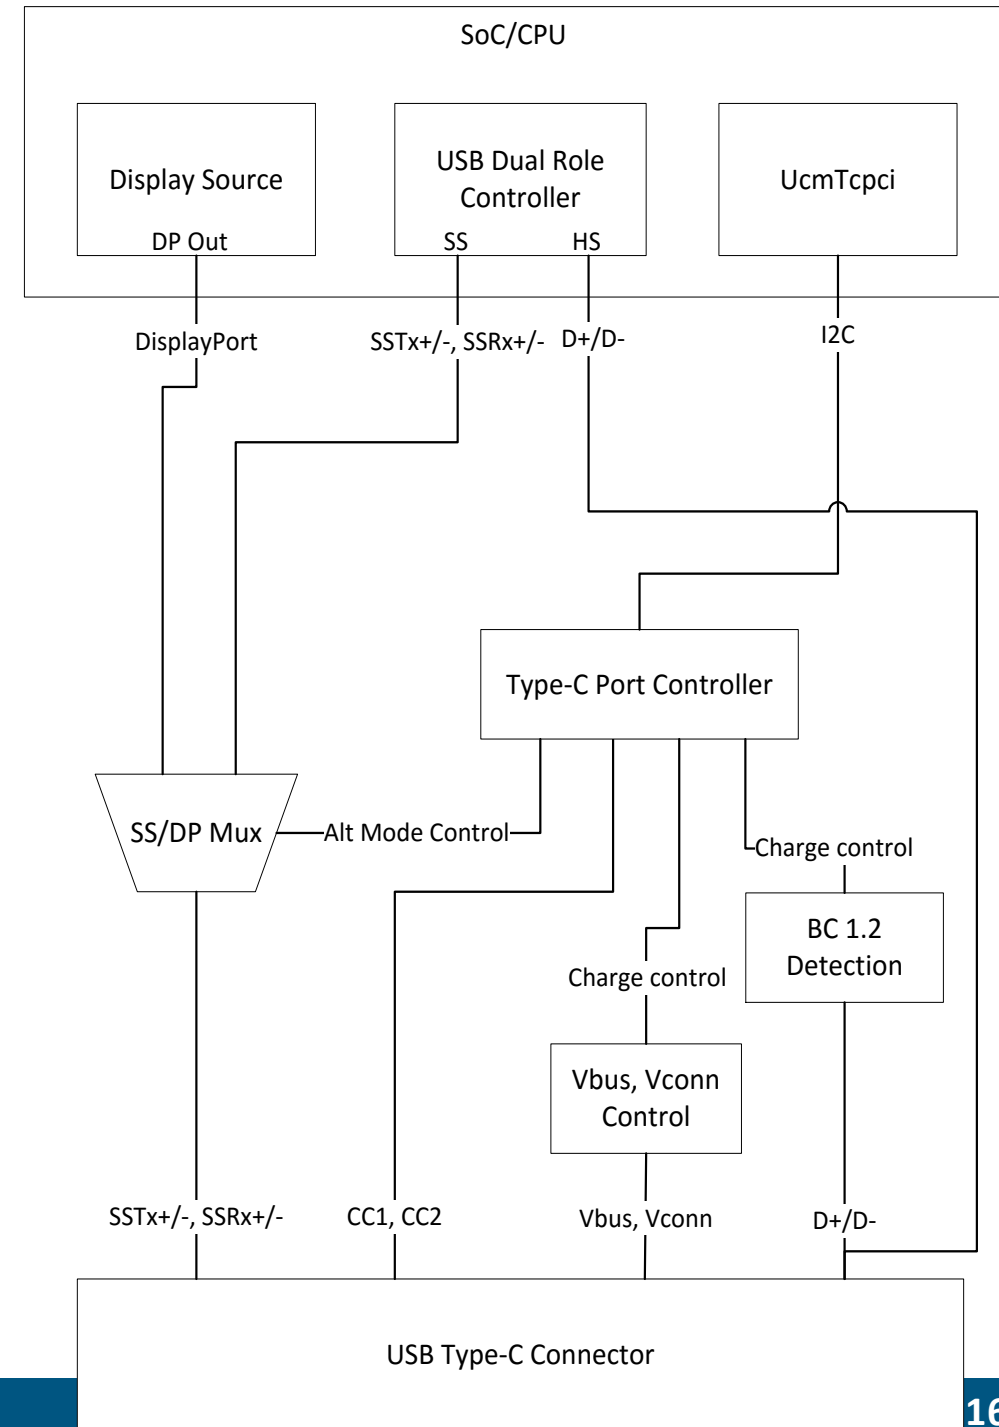 SoC/CPU
Display Source
DP Out
USB Dual Role
Controller
SS
HS
UcmTcpci
DisplayPort
SSTx+/-, SSRx+/-
D+/D-
I2C
Type-C Port Controller
SS/DP Mux
Alt Mode Control
Charge control
BC 1.2
Detection
Charge control
Vbus, Vconn
Control
SSTx+/-, SSRx+/-
CC1, CC2
Vbus, Vconn
D+/D-
USB Type-C Connector
16